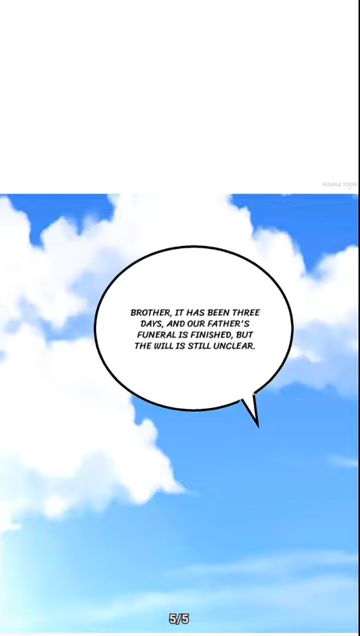 BROTHER, IT HAS BEEN THREE
DAYS, AND OUR FATHER'S
FUNERAL IS FINISHED, BUT
THE WILL IS STILL UNCLEAR.
5/5